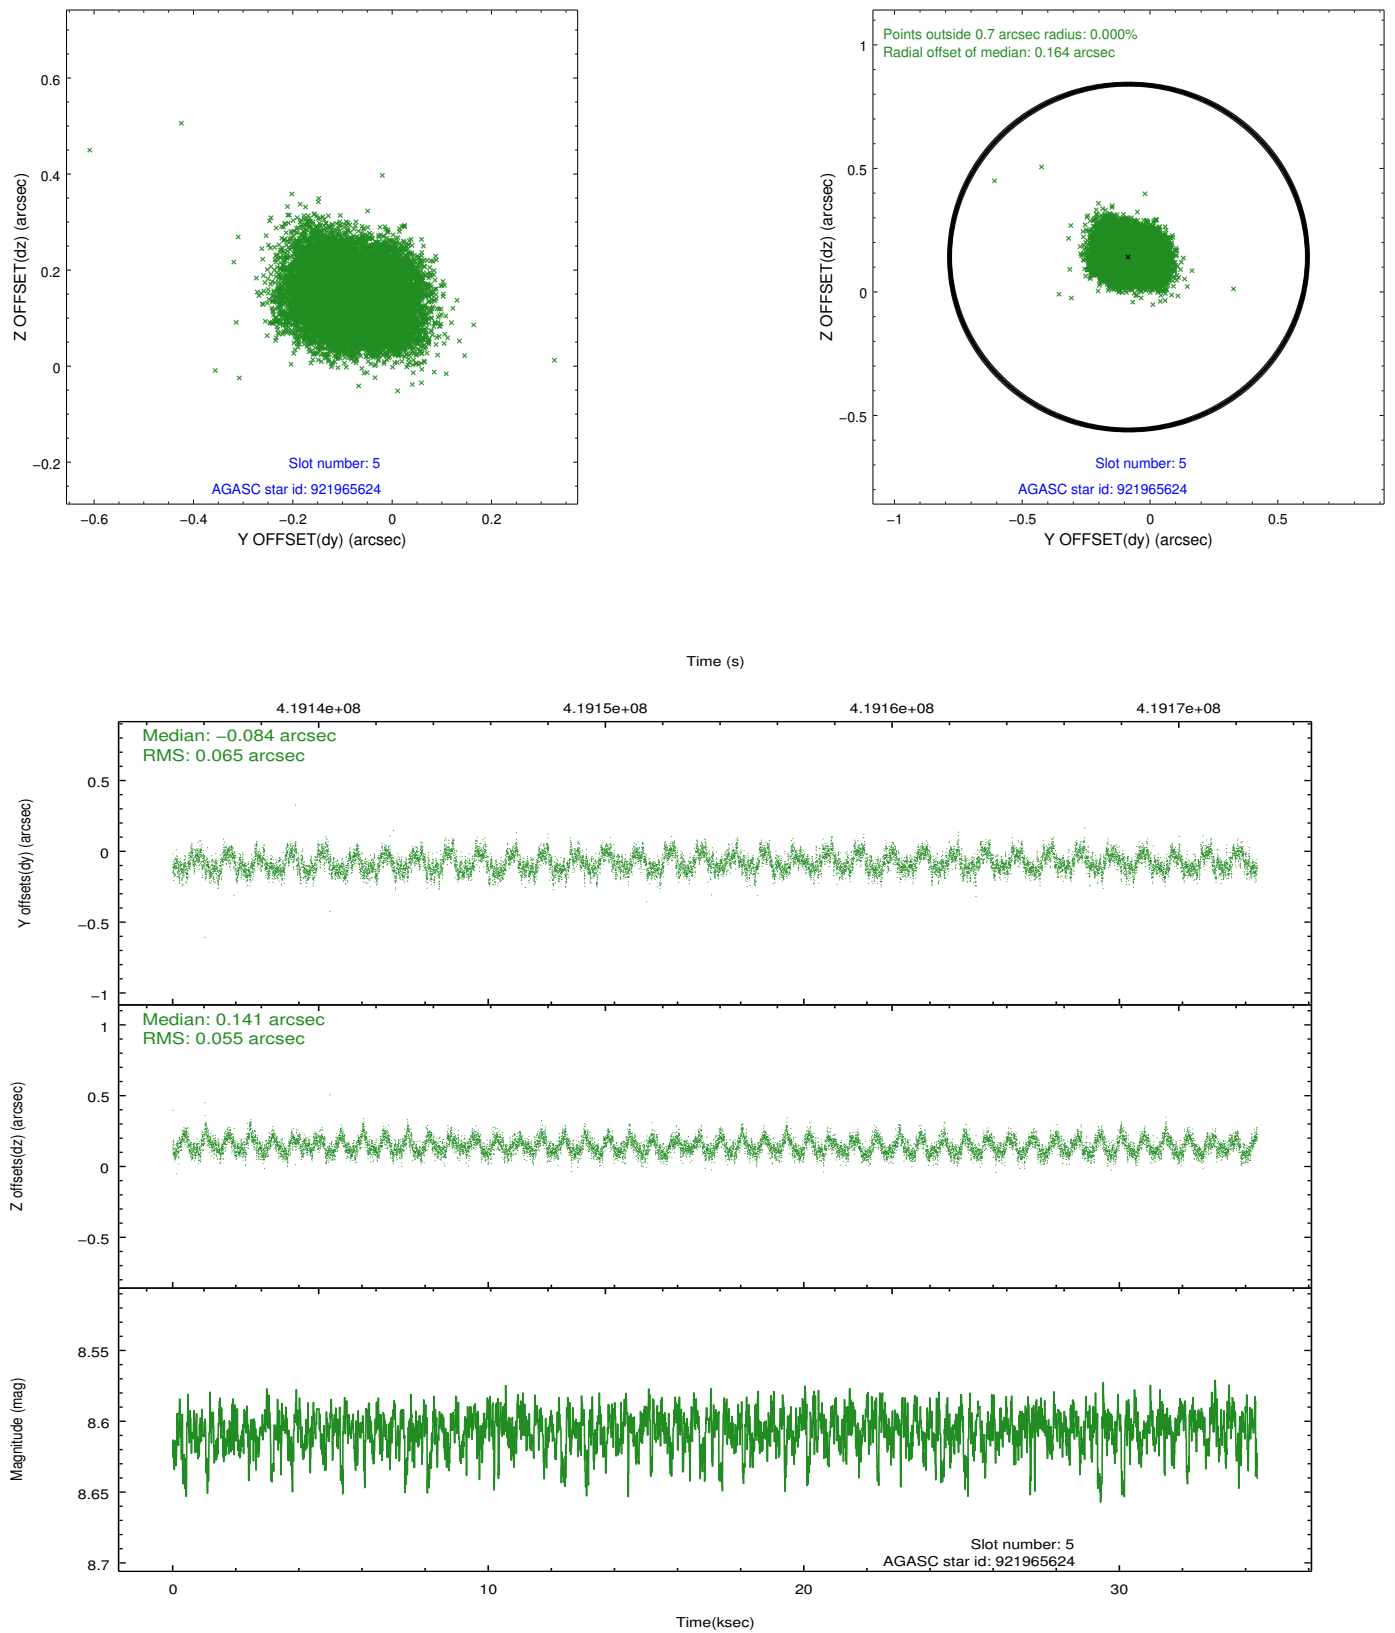 0.6
0.4
0.2
0
−0.2
Z OFFSET(dz) (arcsec)
Slot number: 5
AGASC star id: 921965624
−0.6 −0.4 −0.2 0 0.2
Y OFFSET(dy) (arcsec)
Points outside 0.7 arcsec radius: 0.000%
Radial offset of median: 0.164 arcsec
1
0.5
0
−0.5
Z OFFSET(dz) (arcsec)
Slot number: 5
AGASC star id: 921965624
−1 −0.5 0 0.5
Y OFFSET(dy) (arcsec)
Time (s)
4.1914e+08 4.1915e+08 4.1916e+08 4.1917e+08
Median: −0.084 arcsec
RMS: 0.065 arcsec
0.5
0
−0.5
−1
Y offsets(dy) (arcsec)
Median: 0.141 arcsec
RMS: 0.055 arcsec
1
0.5
0
−0.5
Z offsets(dz) (arcsec)
8.55
8.6
8.65
8.7
Magnitude (mag)
Slot number: 5
AGASC star id: 921965624
0 10 20 30
Time(ksec)